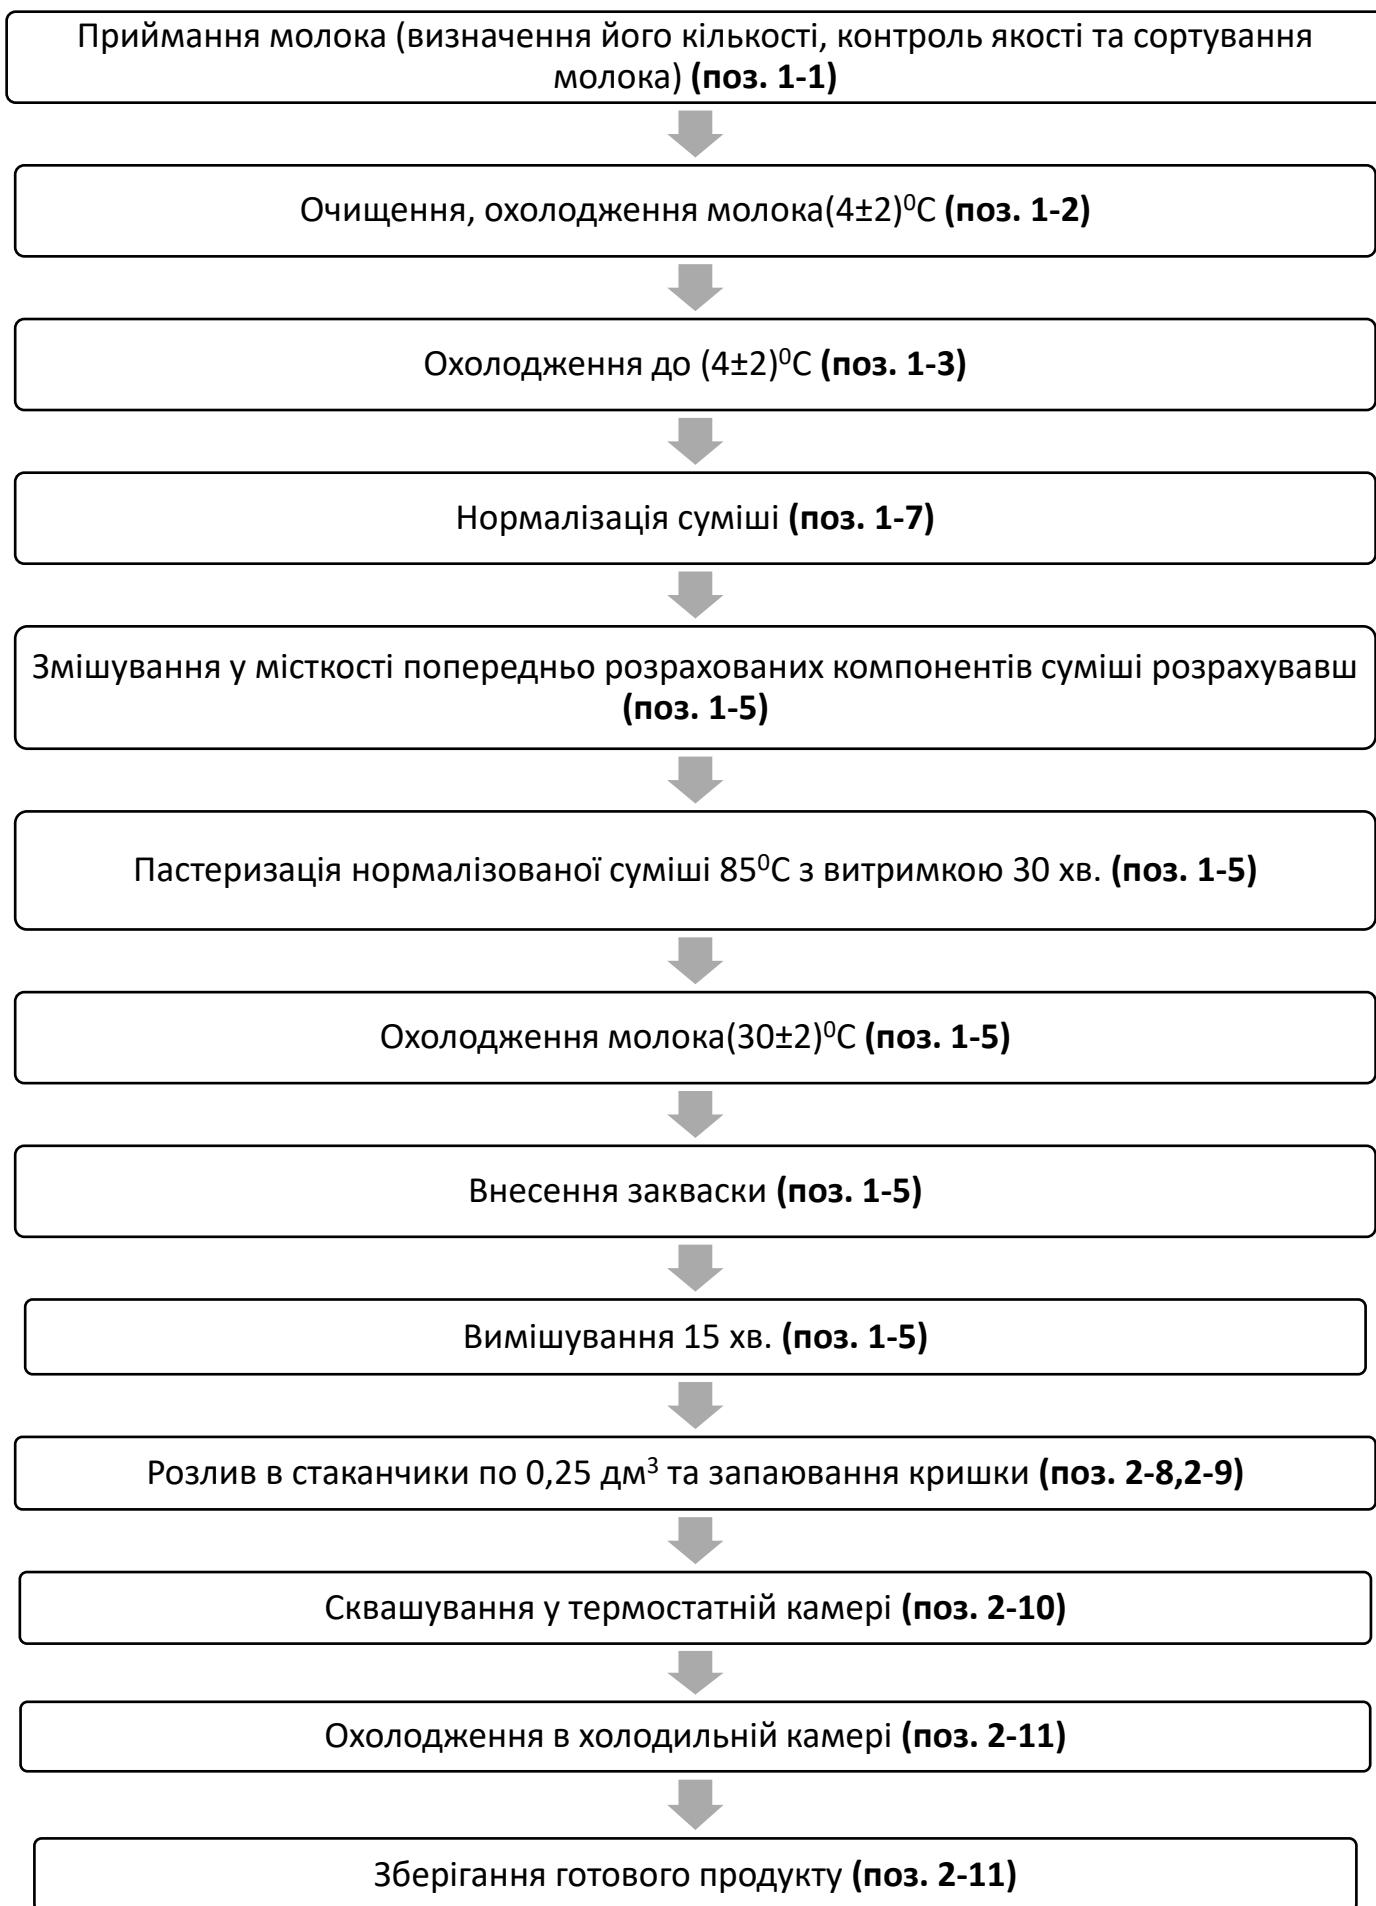 Приймання молока (визначення його кількості, контроль якості та сортування
молока) (поз. 1-1)
Очищення, охолодження молока(4±2)⁰С (поз. 1-2)
Охолодження до (4±2)⁰С (поз. 1-3)
Нормалізація суміші (поз. 1-7)
Змішування у місткості попередньо розрахованих компонентів суміші розрахувавш
(поз. 1-5)
Пастеризація нормалізованої суміші 85⁰С з витримкою 30 хв. (поз. 1-5)
Охолодження молока(30±2)⁰С (поз. 1-5)
Внесення закваски (поз. 1-5)
Вимішування 15 хв. (поз. 1-5)
Розлив в стаканчики по 0,25 дм³ та запаювання кришки (поз. 2-8,2-9)
Сквашування у термостатній камері (поз. 2-10)
Охолодження в холодильній камері (поз. 2-11)
Зберігання готового продукту (поз. 2-11)